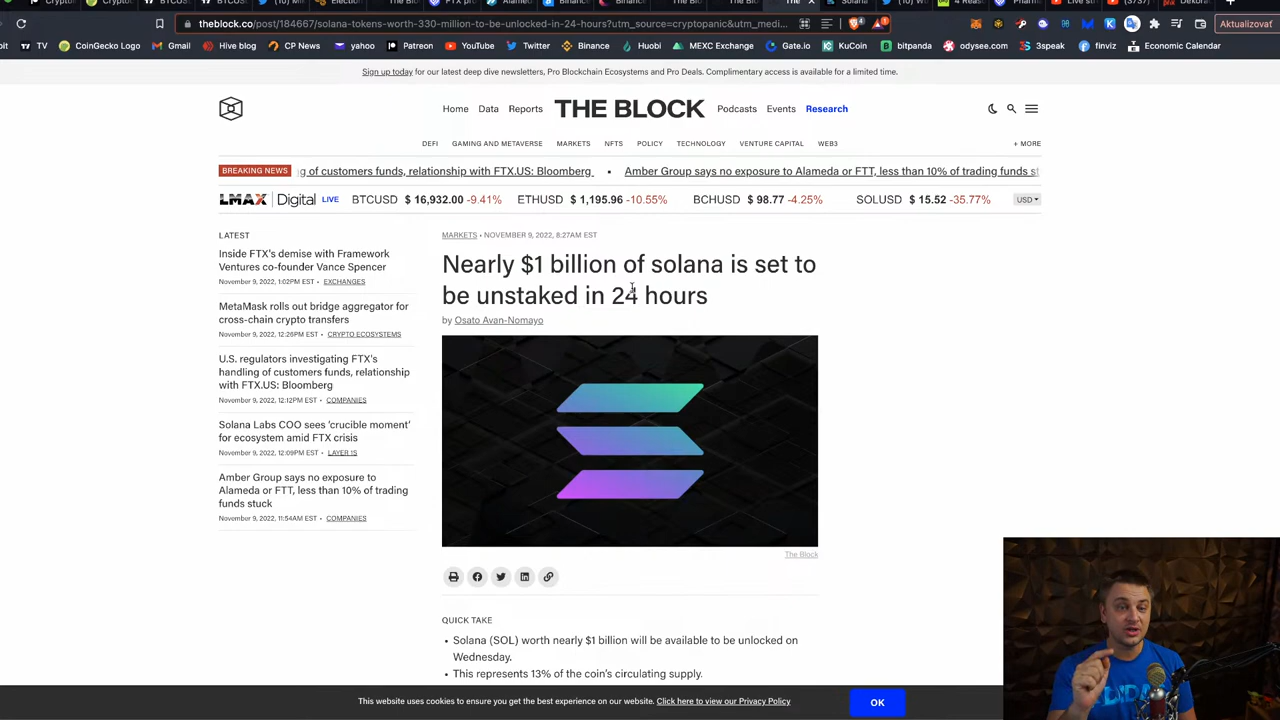 theblock.co/post/184667/solana-tokens-worth-330-million-to-be-unlocked-in-24-hours?utm_source=cryptopanic&utm_medi...
Aktualizovať
TV CoinGecko Logo Gmail Hive blog CP News yahoo Patreon YouTube Twitter Binance Huobi MEXC Exchange Gate.io KuCoin bitpanda odysee.com 3speak finviz Economic Calendar
Sign up today for our latest deep dive newsletters, Pro Blockchain Ecosystems and Pro Deals. Complimentary access is available for a limited time.
Home Data Reports THE BLOCK Podcasts Events Research
DEFI GAMING AND METAVERSE MARKETS NFTS POLICY TECHNOLOGY VENTURE CAPITAL WEB3 + MORE
BREAKING NEWS g of customers funds, relationship with FTX.US: Bloomberg • Amber Group says no exposure to Alameda or FTT, less than 10% of trading funds st
LMAX Digital LIVE BTCUSD $ 16,932.00 -9.41% ETHUSD $ 1,195.96 -10.55% BCHUSD $ 98.77 -4.25% SOLUSD $ 15.52 -35.77% USD
LATEST
Inside FTX's demise with Framework
Ventures co-founder Vance Spencer
November 9, 2022, 1:02PM EST • EXCHANGES
MetaMask rolls out bridge aggregator for
cross-chain crypto transfers
November 9, 2022, 12:26PM EST • CRYPTO ECOSYSTEMS
U.S. regulators investigating FTX's
handling of customers funds, relationship
with FTX.US: Bloomberg
November 9, 2022, 12:12PM EST • COMPANIES
Solana Labs COO sees 'crucible moment'
for ecosystem amid FTX crisis
November 9, 2022, 12:09PM EST • LAYER 1S
Amber Group says no exposure to
Alameda or FTT, less than 10% of trading
funds stuck
November 9, 2022, 11:54AM EST • COMPANIES
MARKETS • NOVEMBER 9, 2022, 8:27AM EST
Nearly $1 billion of solana is set to
be unstaked in 24 hours
by Osato Avan-Nomayo
The Block
QUICK TAKE
• Solana (SOL) worth nearly $1 billion will be available to be unlocked on
Wednesday.
• This represents 13% of the coin's circulating supply.
This website uses cookies to ensure you get the best experience on our website. Click here to view our Privacy Policy
OK